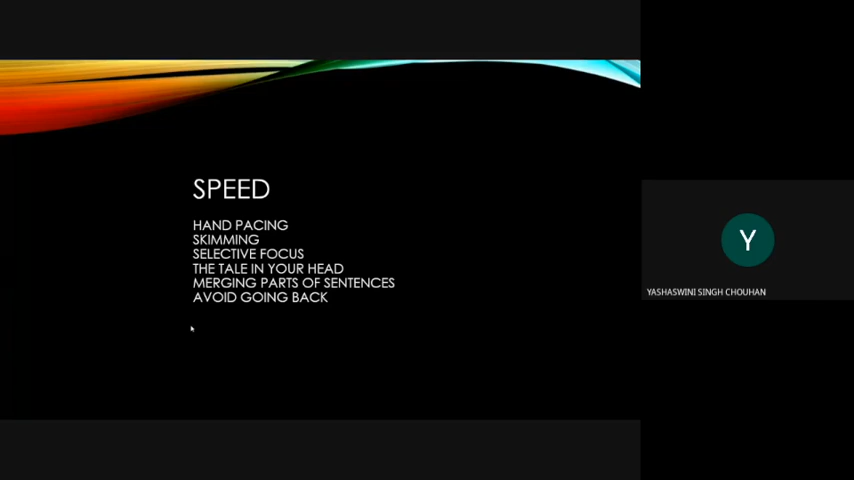 SPEED
HAND PACING
SKIMMING
SELECTIVE FOCUS
THE TALE IN YOUR HEAD
MERGING PARTS OF SENTENCES
AVOID GOING BACK
Y
YASHASWINI SINGH CHOUHAN